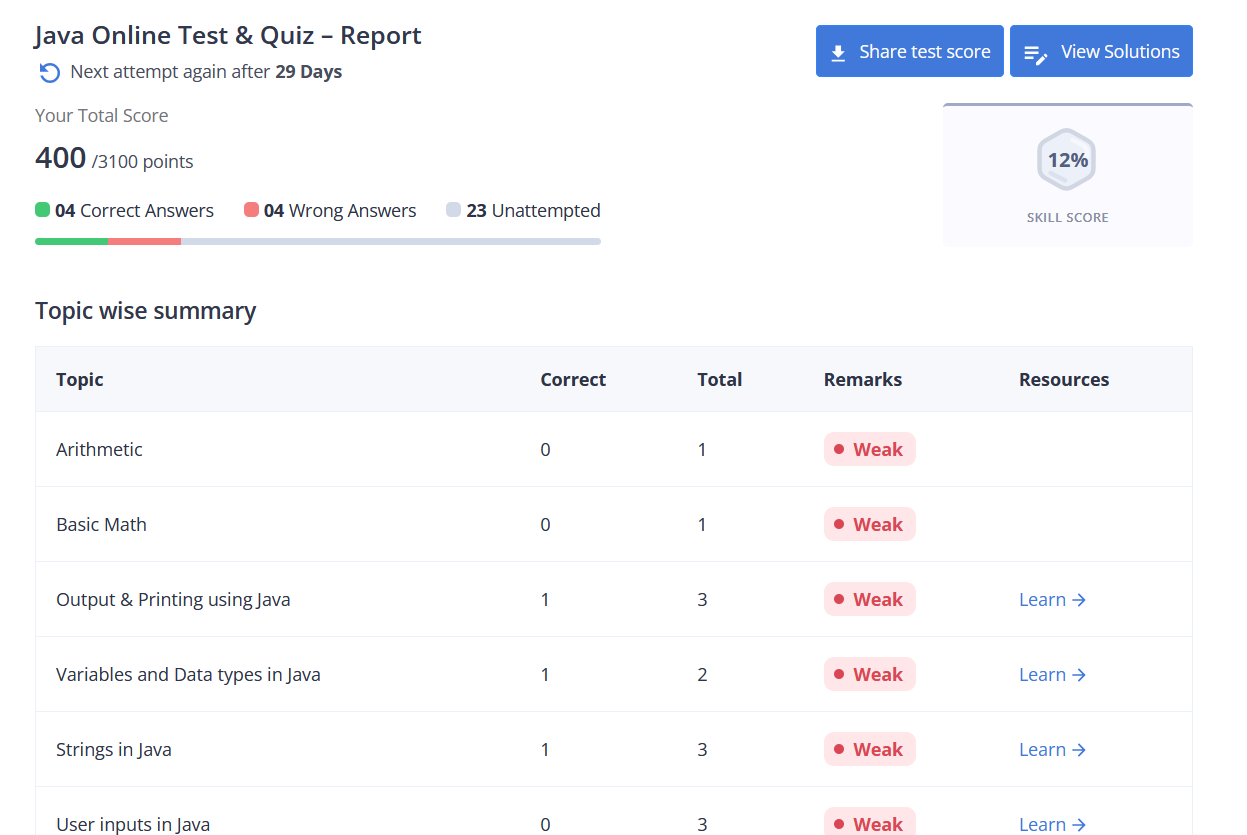 Java Online Test & Quiz – Report
Share test score
View Solutions
Next attempt again after 29 Days
Your Total Score
400 /3100 points
12%
SKILL SCORE
04 Correct Answers 04 Wrong Answers 23 Unattempted
Topic wise summary
Topic Correct Total Remarks Resources
Arithmetic 0 1 Weak
Basic Math 0 1 Weak
Output & Printing using Java 1 3 Weak Learn →
Variables and Data types in Java 1 2 Weak Learn →
Strings in Java 1 3 Weak Learn →
User inputs in Java 0 3 Weak Learn →